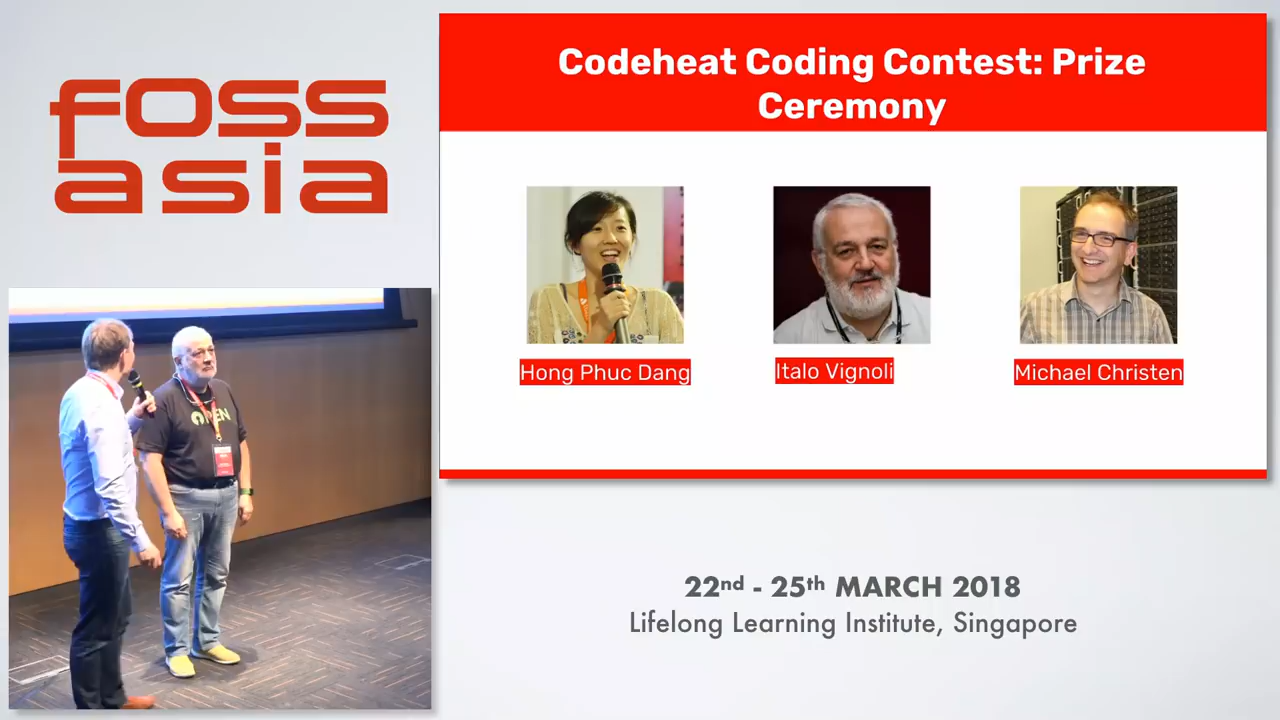 foss
asia
Codeheat Coding Contest: Prize
Ceremony
Hong Phuc Dang
Italo Vignoli
Michael Christen
OPEN
22nd - 25th MARCH 2018
Lifelong Learning Institute, Singapore